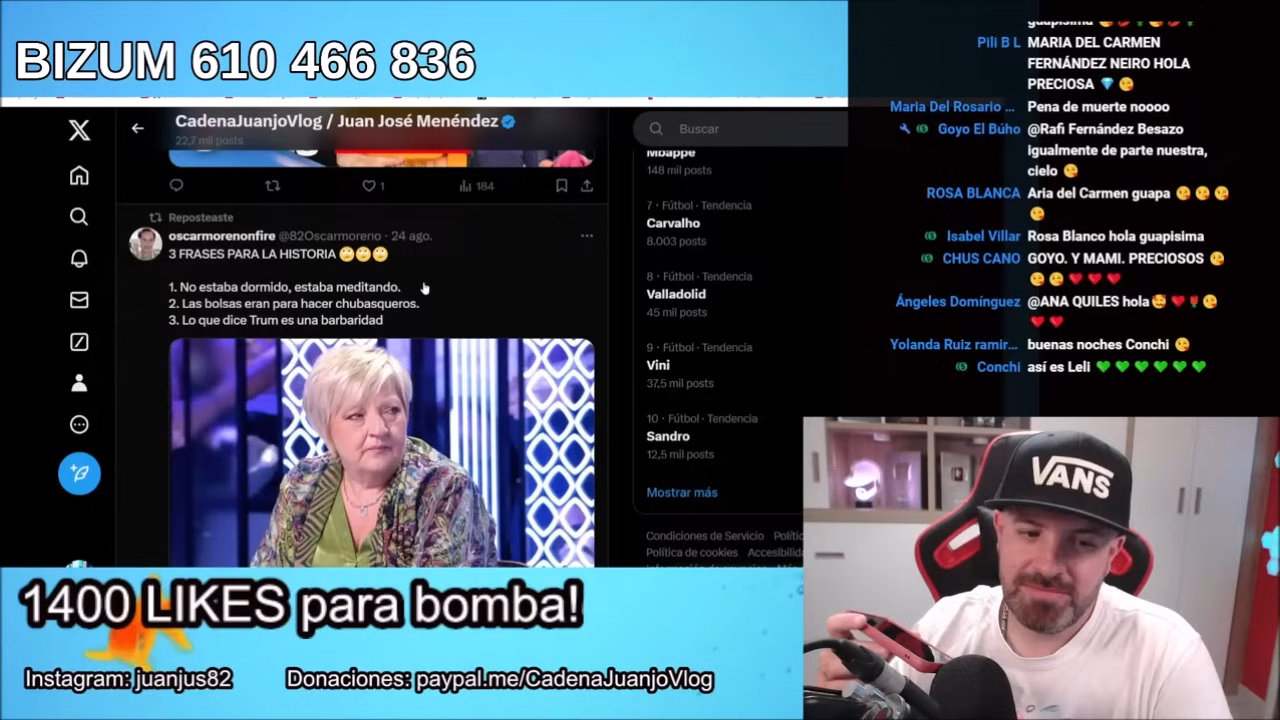 BIZUM 610 466 836
CadenaJuanjoVlog / Juan José Menéndez
22,7 mil posts
1
184
Reposteaste
oscarmorenonfire @82Oscarmoreno · 24 ago.
3 FRASES PARA LA HISTORIA 🙄🙄🙄
1. No estaba dormido, estaba meditando.
2. Las bolsas eran para hacer chubasqueros.
3. Lo que dice Trum es una barbaridad
Buscar
Mbappé
148 mil posts
7 · Fútbol · Tendencia
Carvalho
8.003 posts
8 · Fútbol · Tendencia
Valladolid
45 mil posts
9 · Fútbol · Tendencia
Vini
37,5 mil posts
10 · Fútbol · Tendencia
Sandro
12,5 mil posts
Mostrar más
Condiciones de Servicio
Política de cookies
guapisima
Pili B L MARIA DEL CARMEN
FERNÁNDEZ NEIRO HOLA
PRECIOSA 💎 😘
Maria Del Rosario ... Pena de muerte noooo
Goyo El Búho @Rafi Fernández Besazo
igualmente de parte nuestra,
cielo 😘
ROSA BLANCA Aria del Carmen guapa 😘 😘 😘
😘
Isabel Villar Rosa Blanco hola guapisima
CHUS CANO GOYO. Y MAMI. PRECIOSOS 😘
😘 😘 ❤️ ❤️ ❤️
Ángeles Domínguez @ANA QUILES hola🥰 ❤️ 🌹 😘
❤️ ❤️
Yolanda Ruiz ramir... buenas noches Conchi 😘
Conchi así es Leli 💚 💚 💚 💚 💚 💚
VANS
1400 LIKES para bomba!
Instagram: juanjus82 Donaciones: paypal.me/CadenaJuanjoVlog